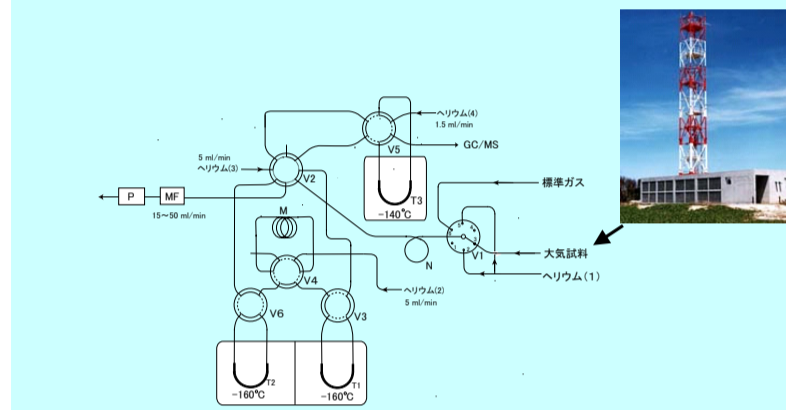 ヘリウム(4)
1.5 ml/min
GC/MS
V5
5 ml/min
ヘリウム(3)
V2
T3
-140℃
標準ガス
P
MF
15～50 ml/min
M
V1
大気試料
N
ヘリウム(1)
V4
ヘリウム(2)
5 ml/min
V6
V3
T2
-160℃
T1
-160℃